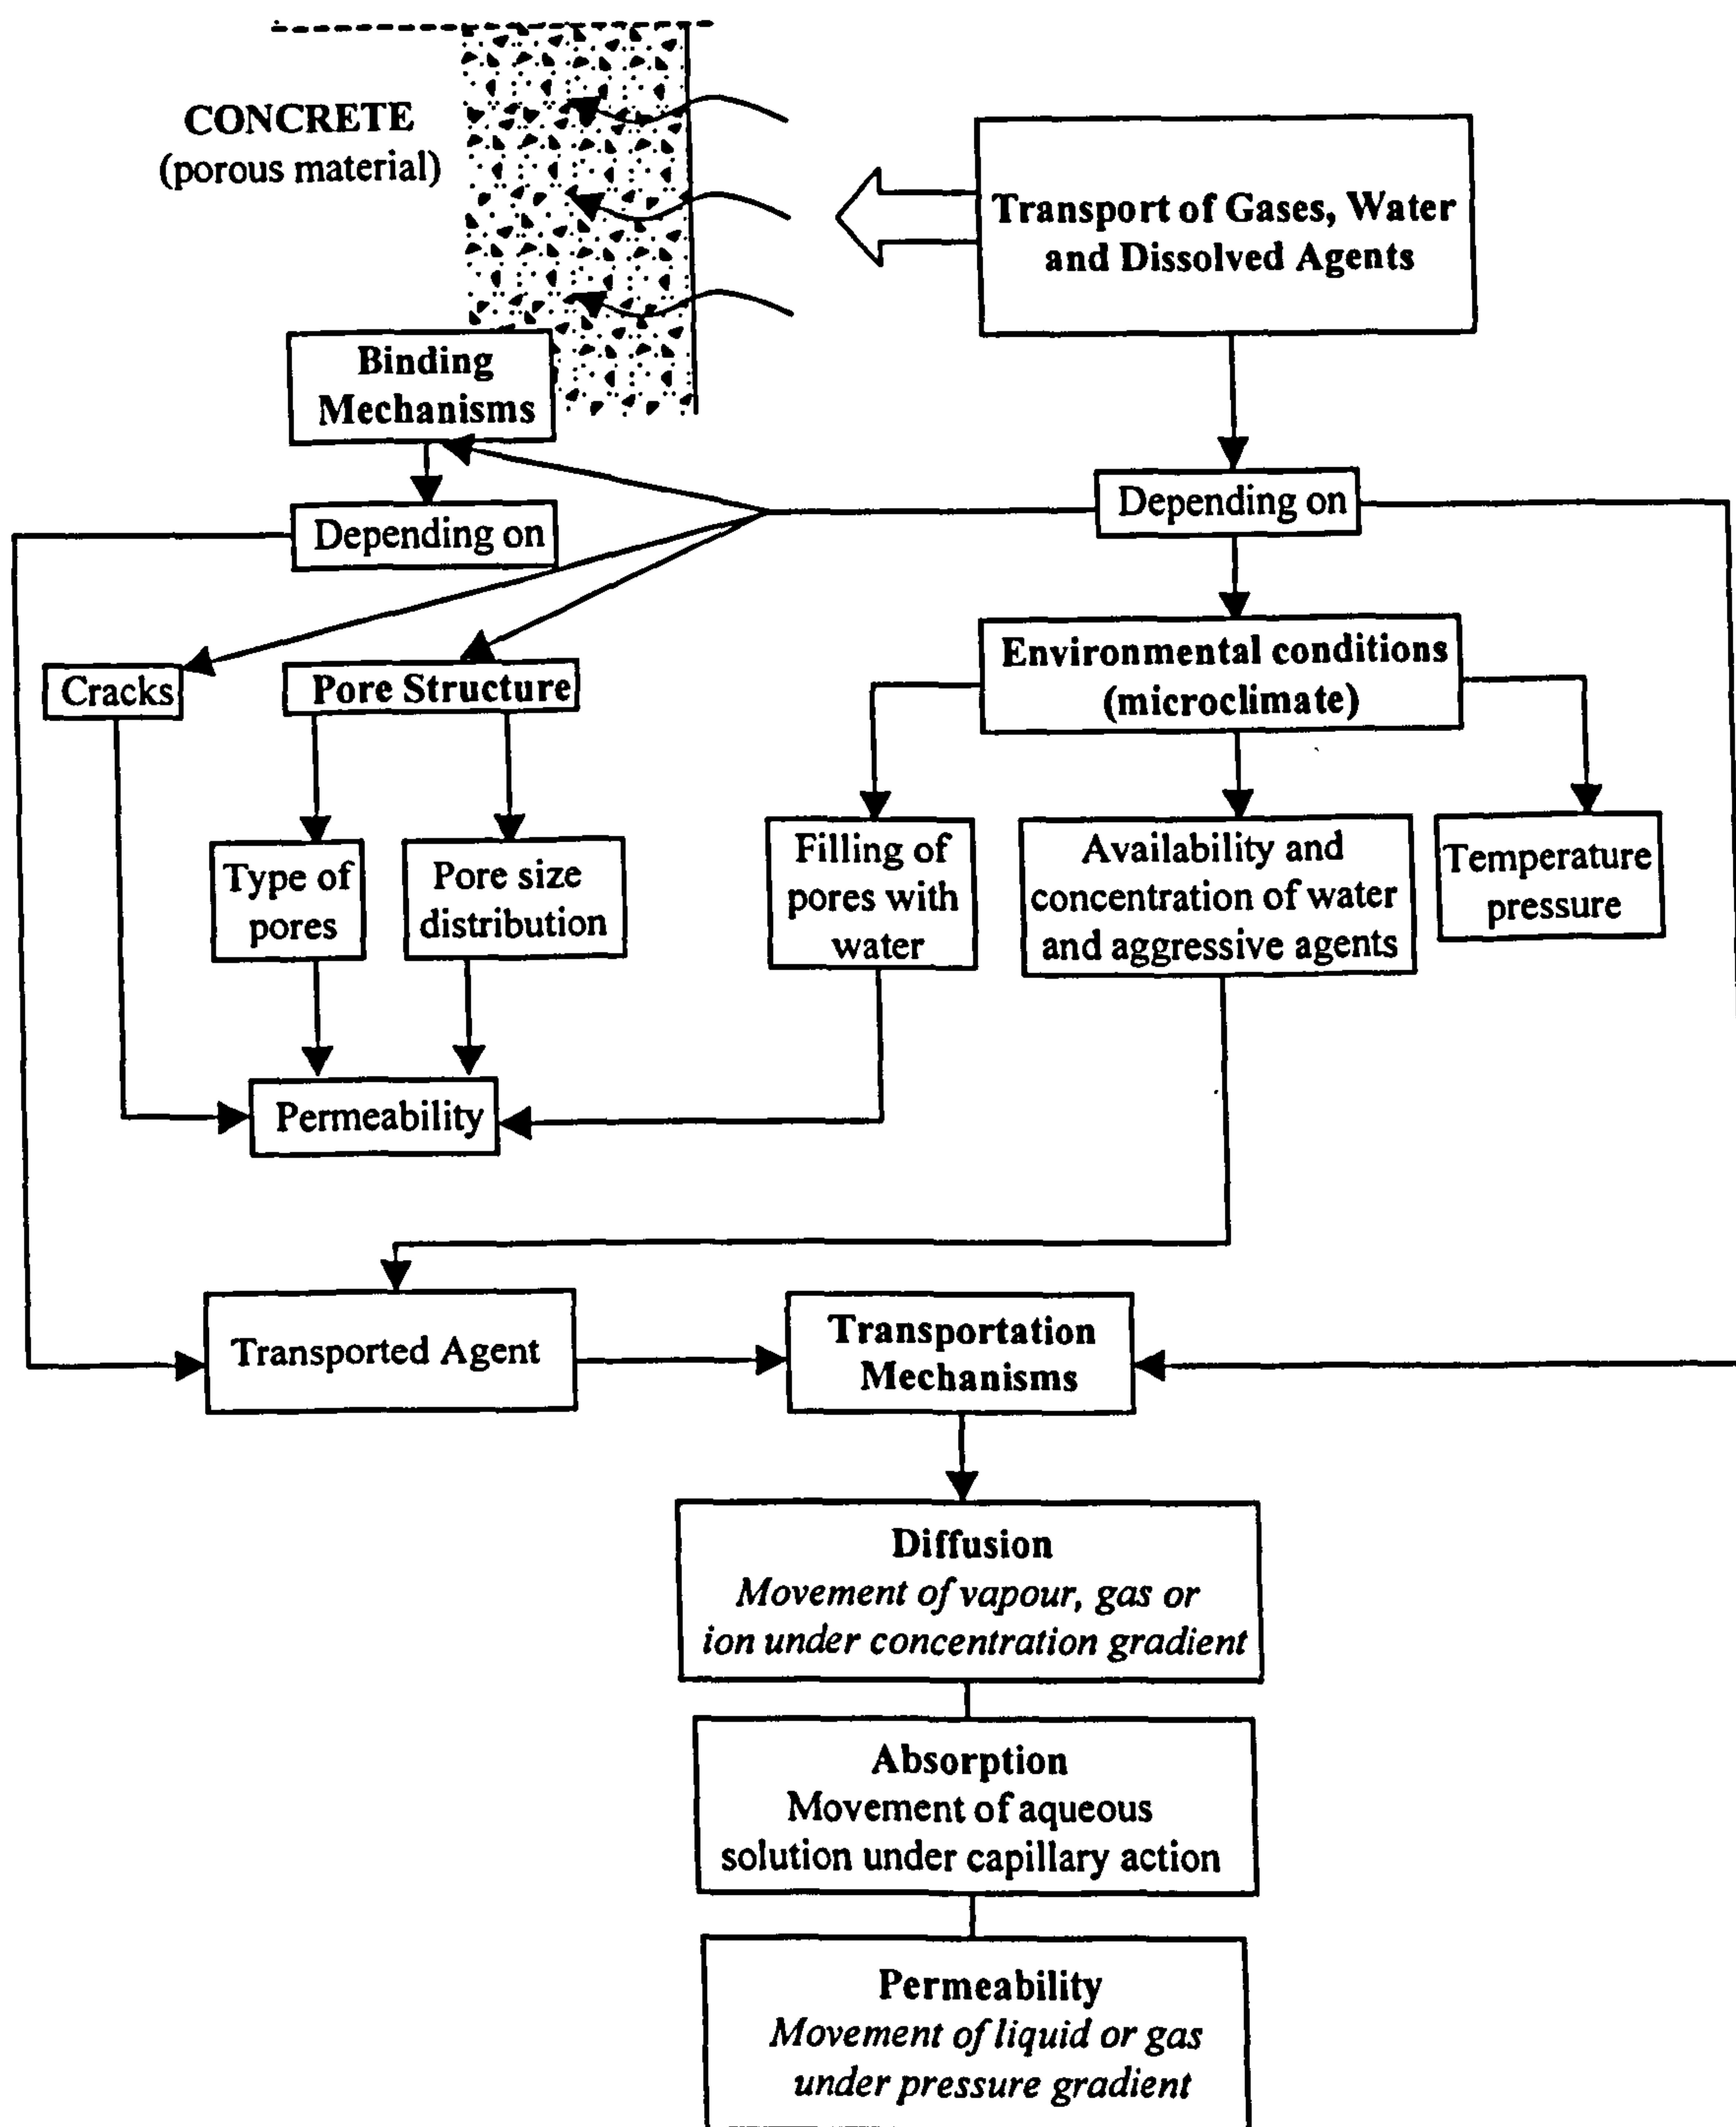 CONCRETE
(porous material)
Transport of Gases, Water
and Dissolved Agents
Binding
Mechanisms
Depending on
Depending on
Environmental conditions
(microclimate)
Cracks
Pore Structure
Type of
pores
Pore size
distribution
Filling of
pores with
water
Availability and
concentration of water
and aggressive agents
Temperature
pressure
Permeability
Transported Agent
Transportation
Mechanisms
Diffusion
Movement of vapour, gas or
ion under concentration gradient
Absorption
Movement of aqueous
solution under capillary action
Permeability
Movement of liquid or gas
under pressure gradient